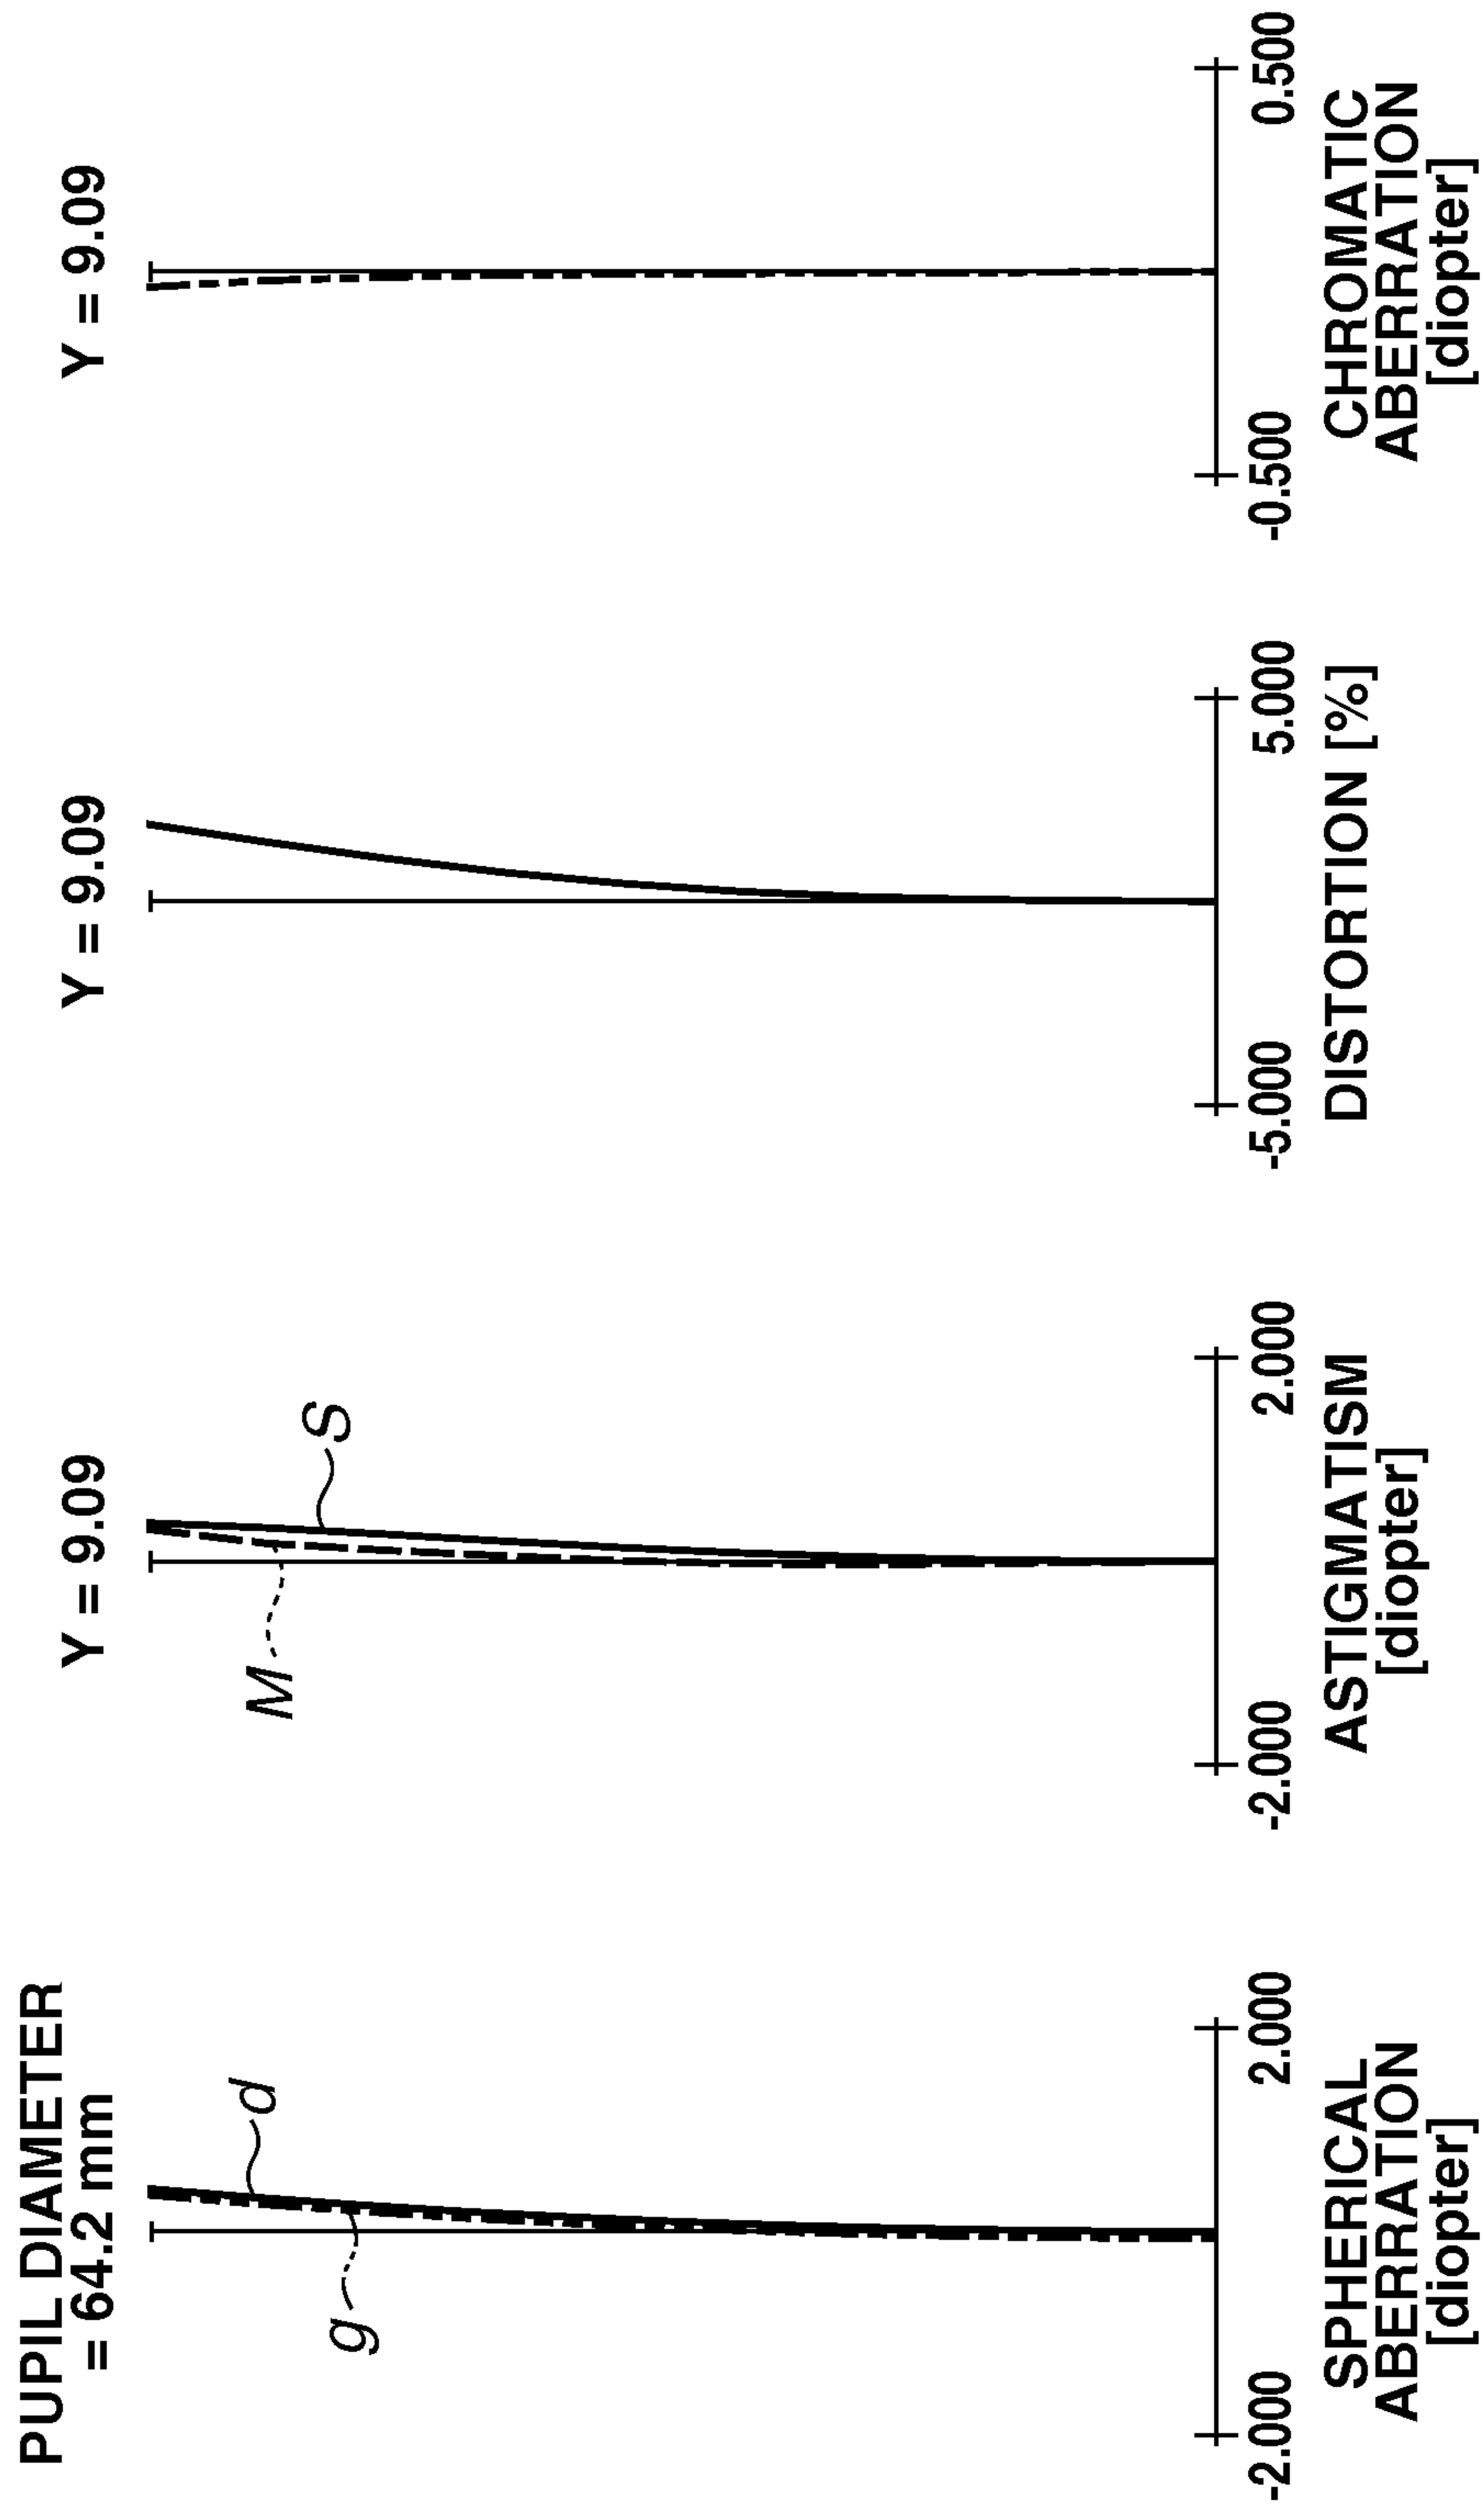 PUPIL DIAMETER
= 64.2 mm
g
d
-2.000
2.000
SPHERICAL
ABERRATION
[diopter]
Y = 9.09
M
S
-2.000
2.000
ASTIGMATISM
[diopter]
Y = 9.09
-5.000
5.000
DISTORTION [%]
Y = 9.09
-0.500
0.500
CHROMATIC
ABERRATION
[diopter]